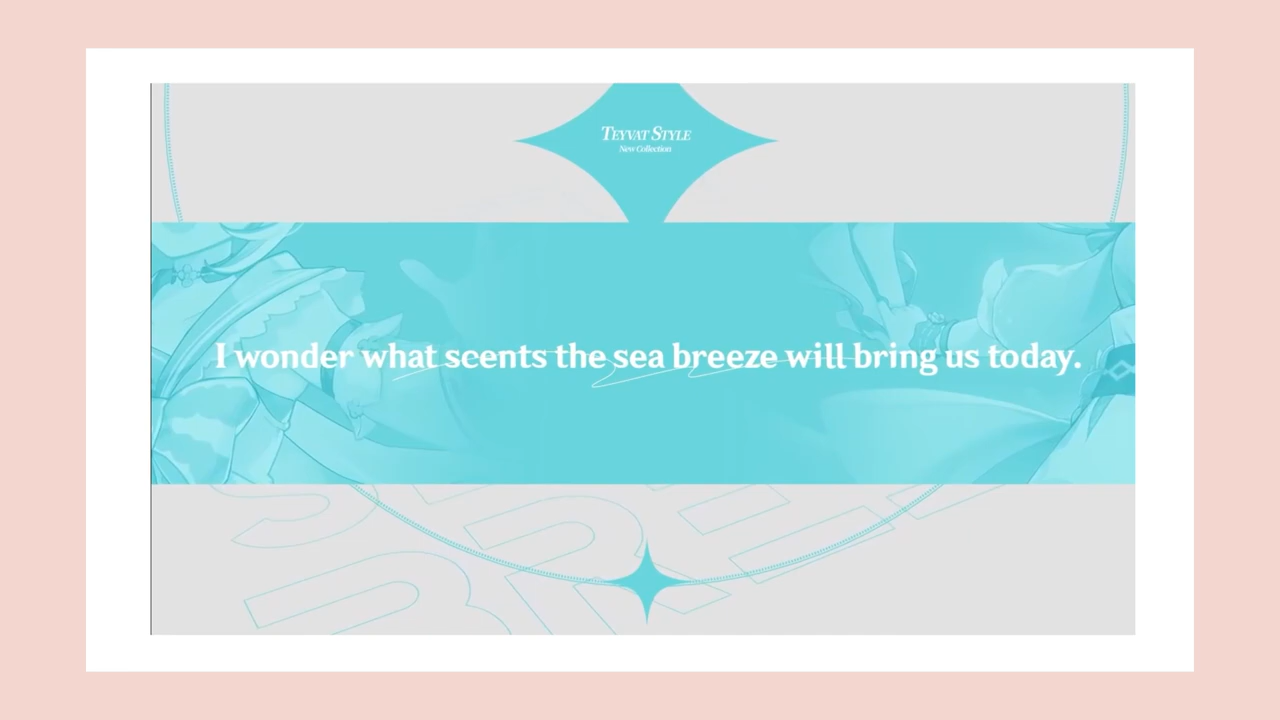 TEYVAT STYLE
New Collection
I wonder what scents the sea breeze will bring us today.